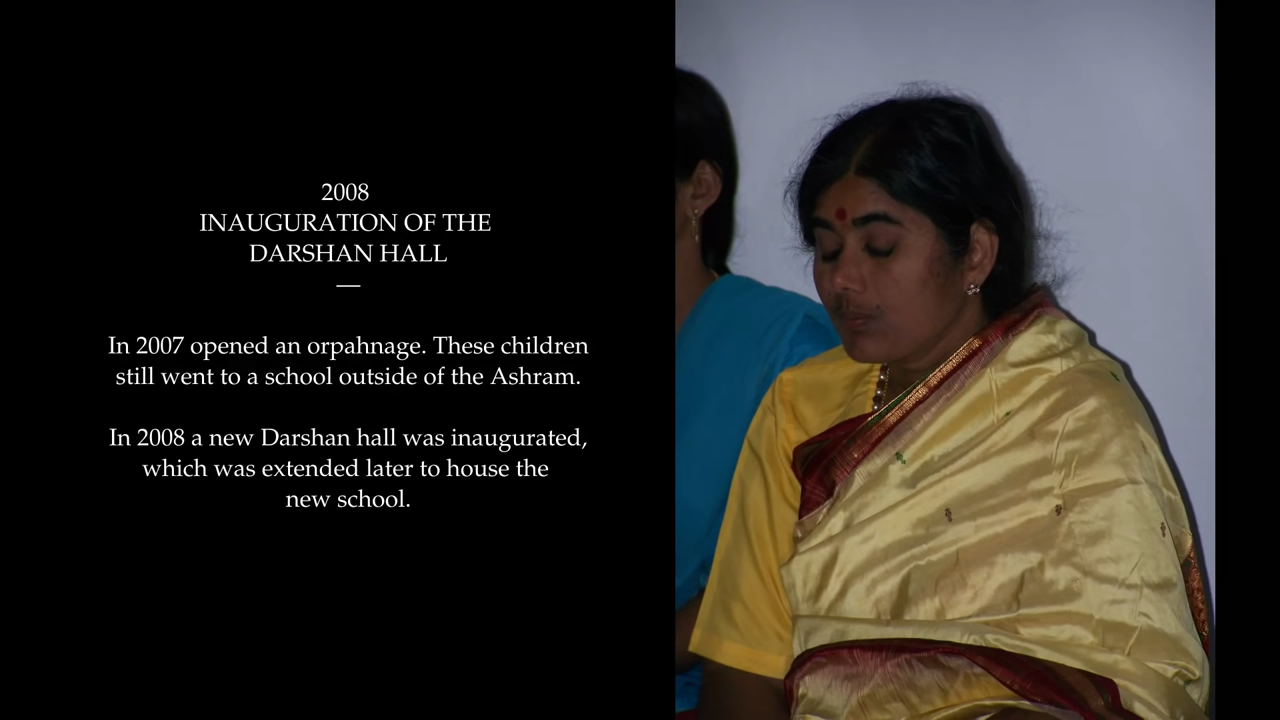 2008
INAUGURATION OF THE
DARSHAN HALL
—
In 2007 opened an orpahnage. These children
still went to a school outside of the Ashram.
In 2008 a new Darshan hall was inaugurated,
which was extended later to house the
new school.